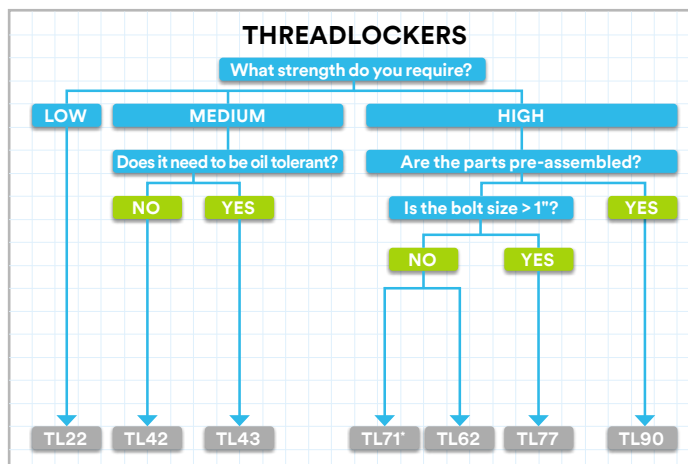 THREADLOCKERS
What strength do you require?
LOW
MEDIUM
HIGH
Does it need to be oil tolerant?
Are the parts pre-assembled?
NO
YES
Is the bolt size > 1"?
YES
NO
YES
TL22
TL42
TL43
TL71*
TL62
TL77
TL90